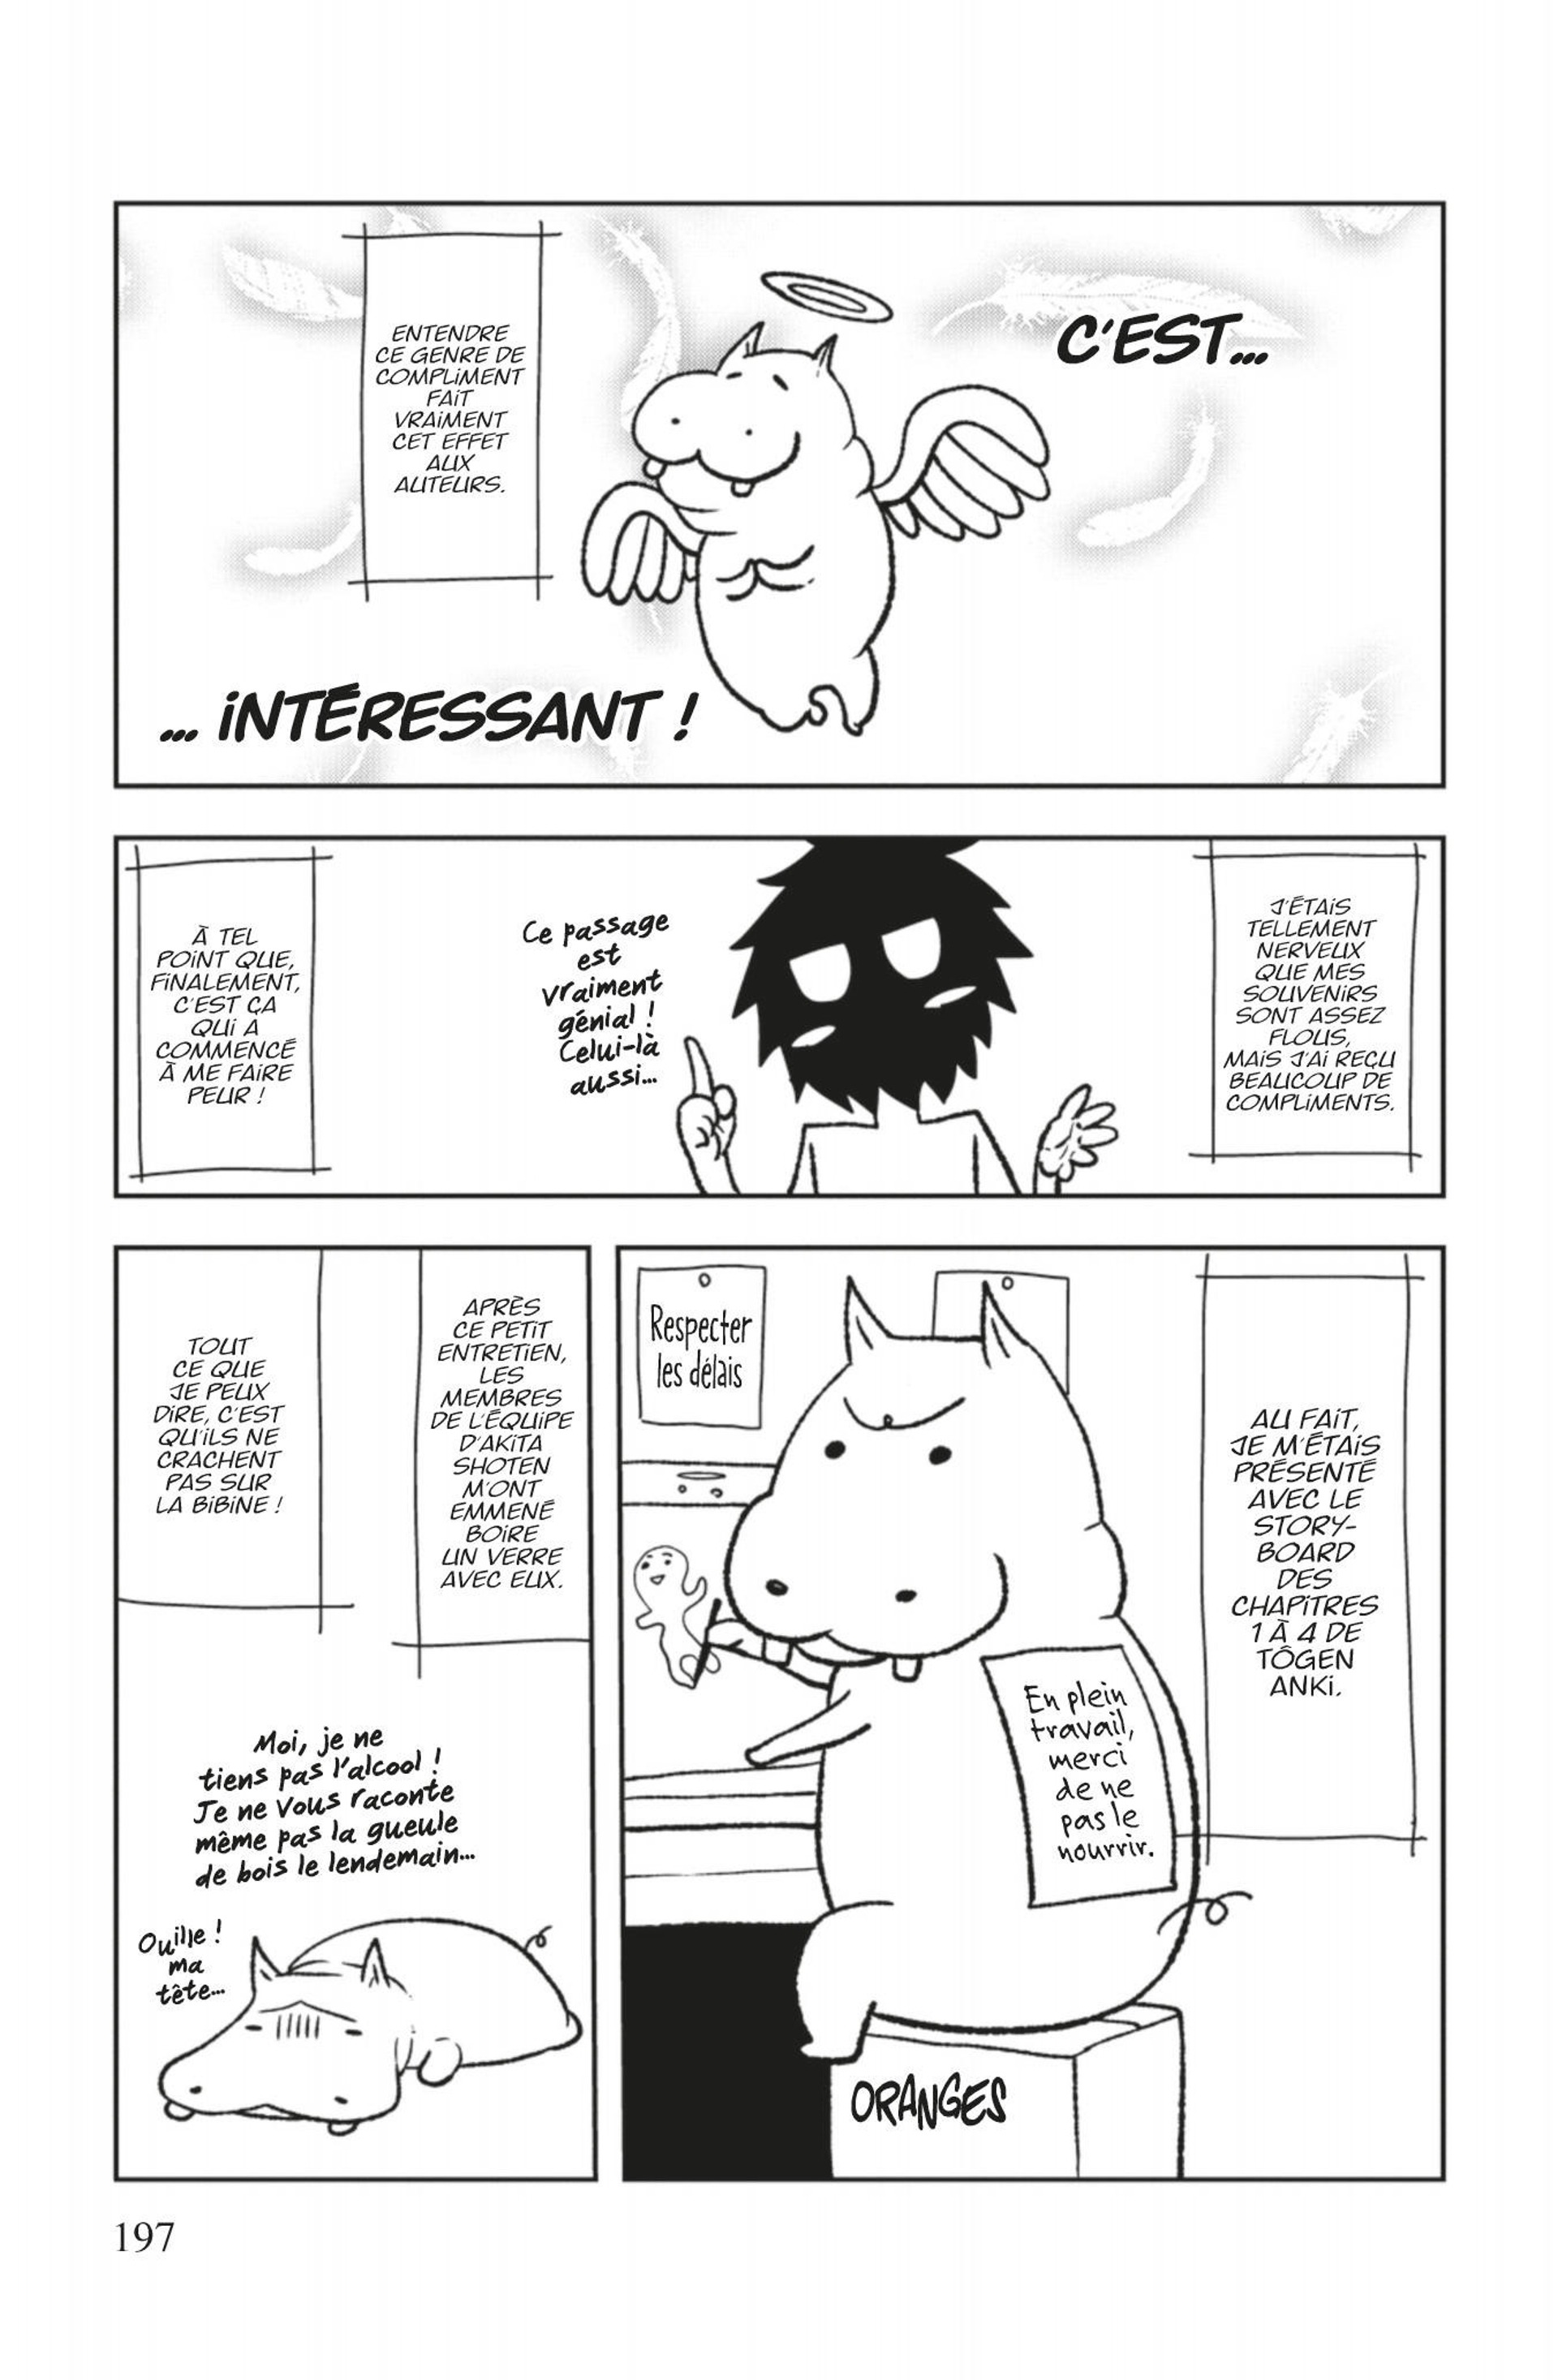 C'EST...
ENTENDRE
CE GENRE DE
COMPLIMENT
FAIT
VRAIMENT
CET EFFET
AUX
AUTEURS.
... INTÉRESSANT !
J'ÉTAIS
TELLEMENT
NERVEUX
QUE MES
SOUVENIRS
SONT ASSEZ
FLOUS,
MAIS J'AI REÇU
BEAUCOUP DE
COMPLIMENTS.
Ce passage
est
vraiment
génial !
Celui-là
aussi...
À TEL
POINT QUE,
FINALEMENT,
C'EST ÇA
QUI A
COMMENCÉ
À ME FAIRE
PEUR !
AU FAIT,
JE M'ÉTAIS
PRÉSENTÉ
AVEC LE
STORY-
BOARD
DES
CHAPITRES
1 À 4 DE
TÔGEN
ANKI.
Respecter
les délais
En plein
travail,
merci
de ne
pas le
nourrir.
ORANGES
APRÈS
CE PETIT
ENTRETIEN,
LES
MEMBRES
DE L'ÉQUIPE
D'AKITA
SHOTEN
M'ONT
EMMENÉ
BOIRE
UN VERRE
AVEC EUX.
TOUT
CE QUE
JE PEUX
DIRE, C'EST
QU'ILS NE
CRACHENT
PAS SUR
LA BIBINE !
Moi, je ne
tiens pas l'alcool !
Je ne vous raconte
même pas la gueule
de bois le lendemain...
Ouille !
ma
tête...
197